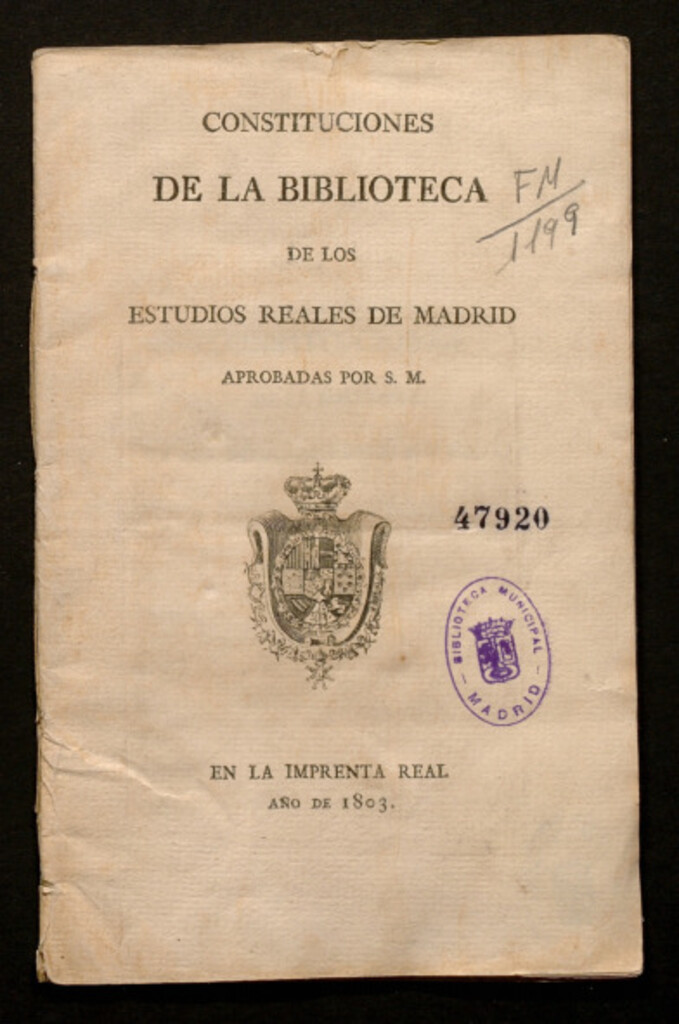 CONSTITUCIONES
DE LA BIBLIOTECA
FM
1199
DE LOS
ESTUDIOS REALES DE MADRID
APROBADAS POR S. M.
47920
BIBLIOTECA MUNICIPAL
MADRID
EN LA IMPRENTA REAL
AÑO DE 1803.